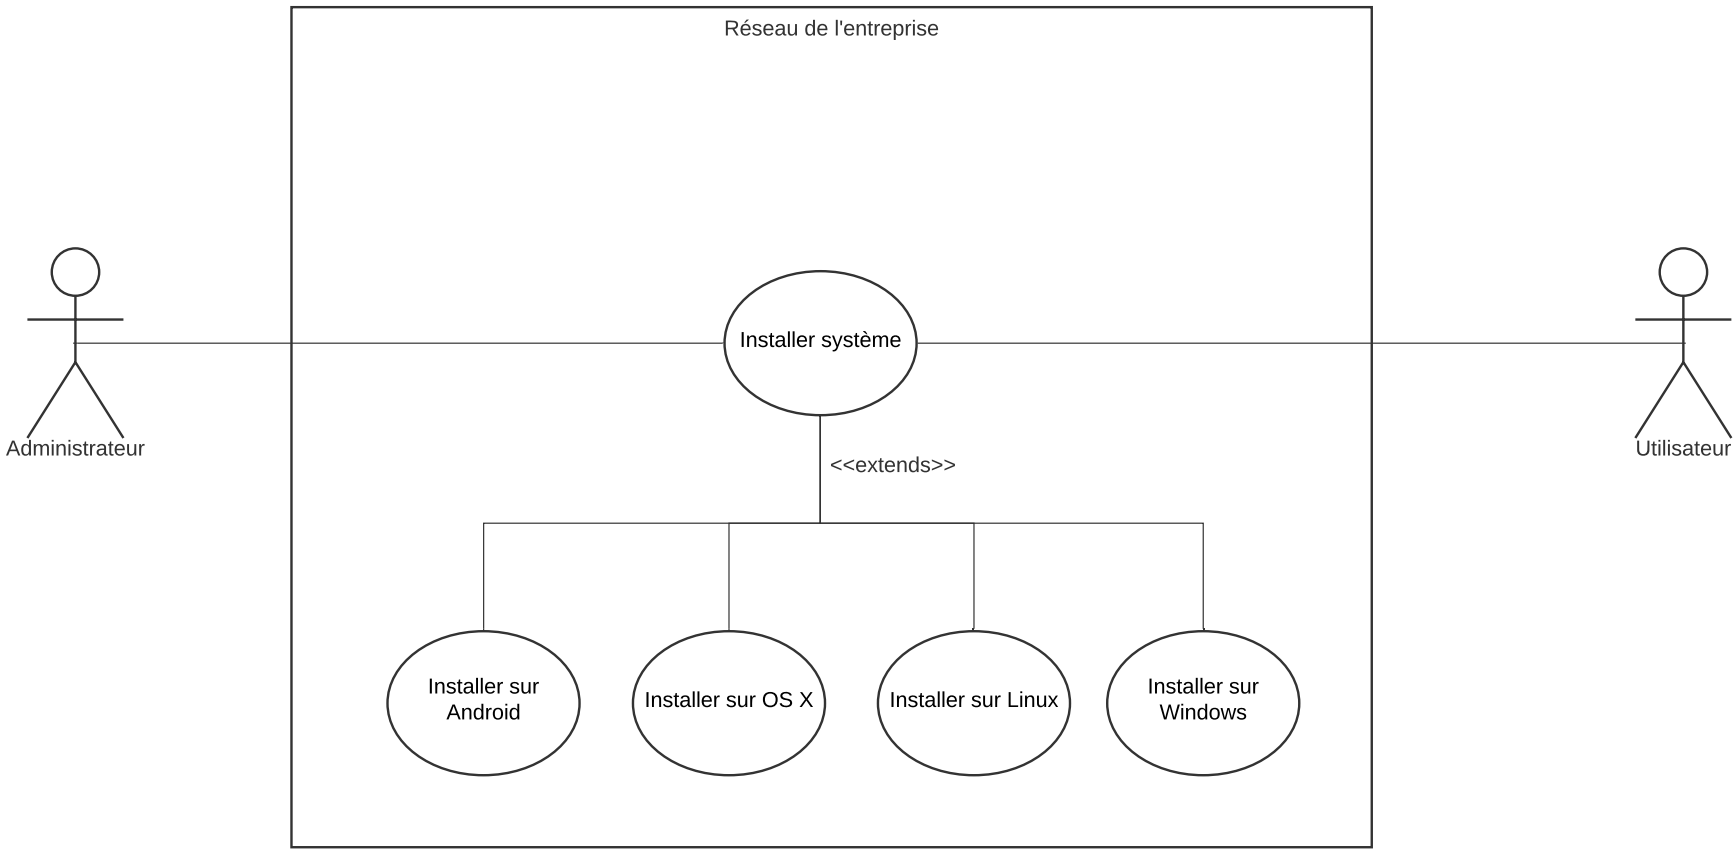 Réseau de l'entreprise
Installer système
Administrateur
Utilisateur
<<extends>>
Installer sur
Android
Installer sur OS X
Installer sur Linux
Installer sur
Windows